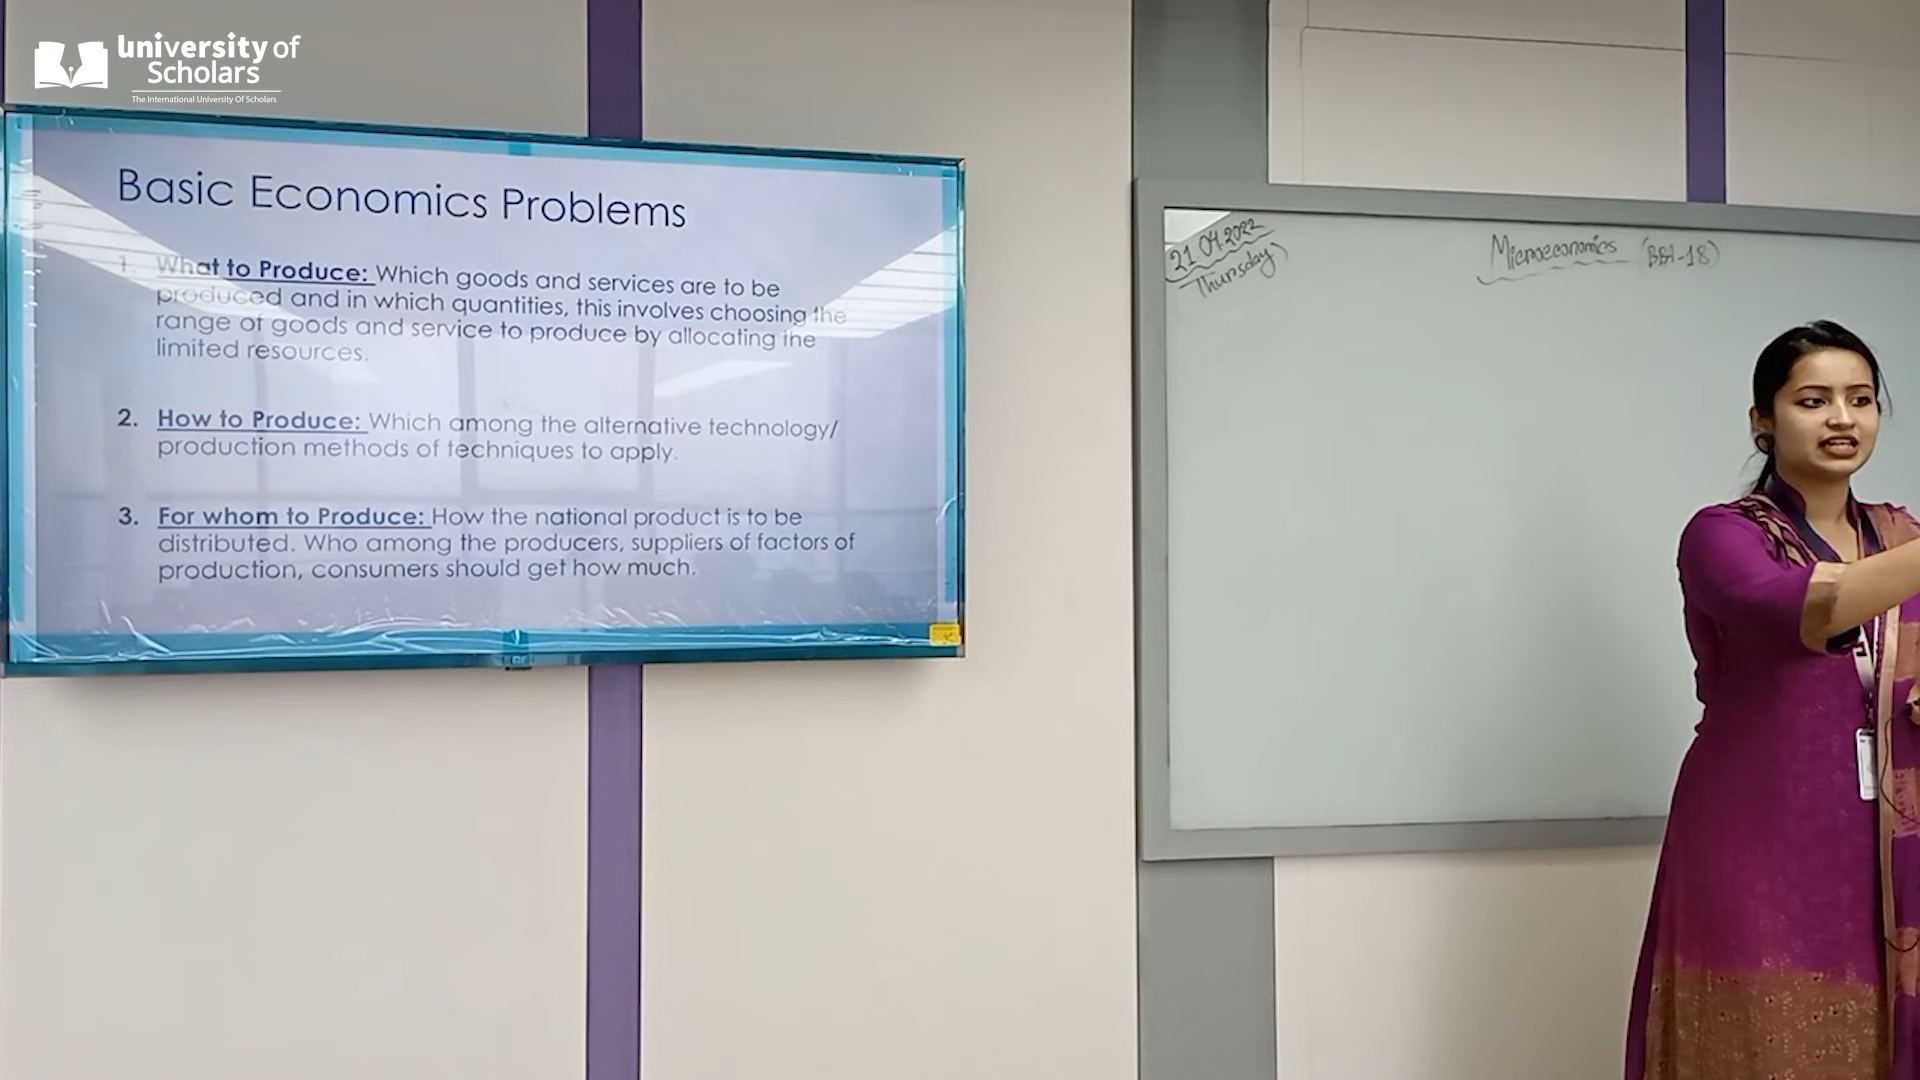 University of
Scholars
The International University Of Scholars
Basic Economics Problems
1. What to Produce: Which goods and services are to be
produced and in which quantities, this involves choosing the
range of goods and service to produce by allocating the
limited resources.
2. How to Produce: Which among the alternative technology/
production methods of techniques to apply.
3. For whom to Produce: How the national product is to be
distributed. Who among the producers, suppliers of factors of
production, consumers should get how much.
21.04.2022
Thursday
Microeconomics (BBA-18)